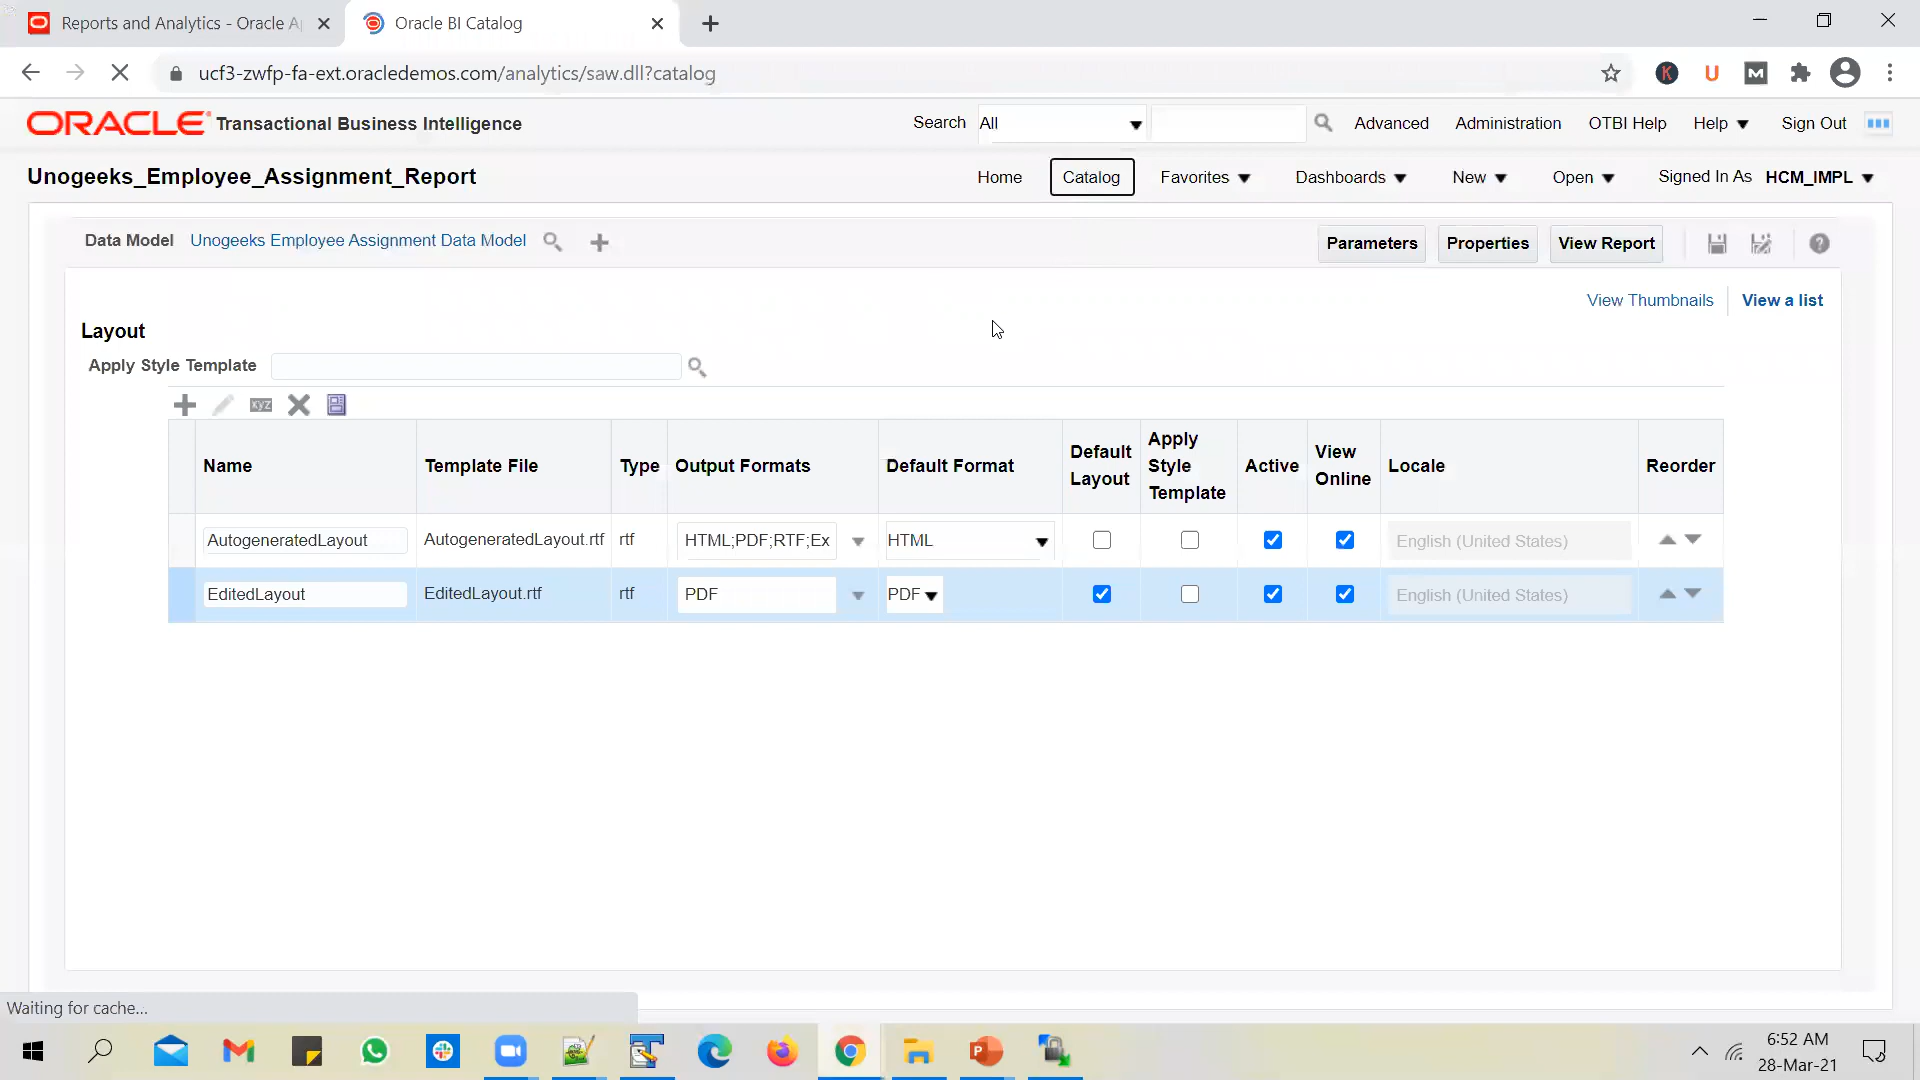 Reports and Analytics - Oracle A
Oracle BI Catalog
ucf3-zwfp-fa-ext.oracledemos.com/analytics/saw.dll?catalog
K U M
ORACLE Transactional Business Intelligence
Search All Advanced Administration OTBI Help Help Sign Out
Unogeeks_Employee_Assignment_Report
Home Catalog Favorites Dashboards New Open Signed In As HCM_IMPL
Data Model Unogeeks Employee Assignment Data Model
Parameters Properties View Report
View Thumbnails View a list
Layout
Apply Style Template
xyz
Name Template File Type Output Formats Default Format Default Layout Apply Style Template Active View Online Locale Reorder
AutogeneratedLayout AutogeneratedLayout.rtf rtf HTML;PDF;RTF;Ex HTML English (United States)
EditedLayout EditedLayout.rtf rtf PDF PDF English (United States)
Waiting for cache...
6:52 AM
28-Mar-21